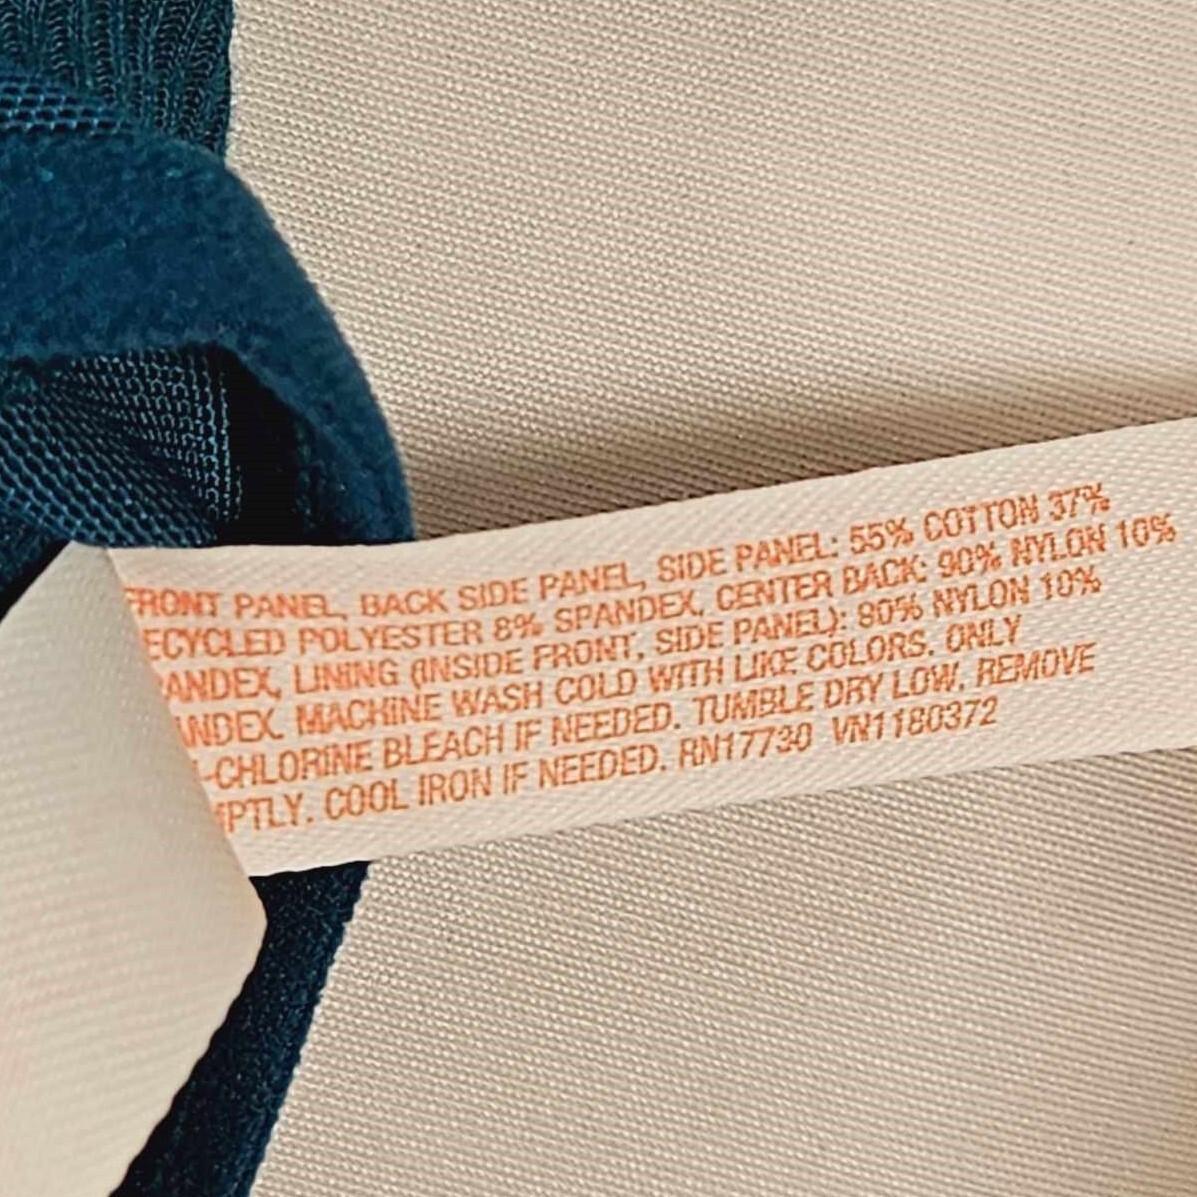 FRONT PANEL, BACK SIDE PANEL, SIDE PANEL: 55% COTTON 37%
ECYCLED POLYESTER 8% SPANDEX, CENTER BACK: 90% NYLON 10%
ANDEX, LINING (INSIDE FRONT, SIDE PANEL): 90% NYLON 10%
ANDEX. MACHINE WASH COLD WITH LIKE COLORS. ONLY
-CHLORINE BLEACH IF NEEDED. TUMBLE DRY LOW. REMOVE
MPTLY. COOL IRON IF NEEDED. RN17730 VN1180372